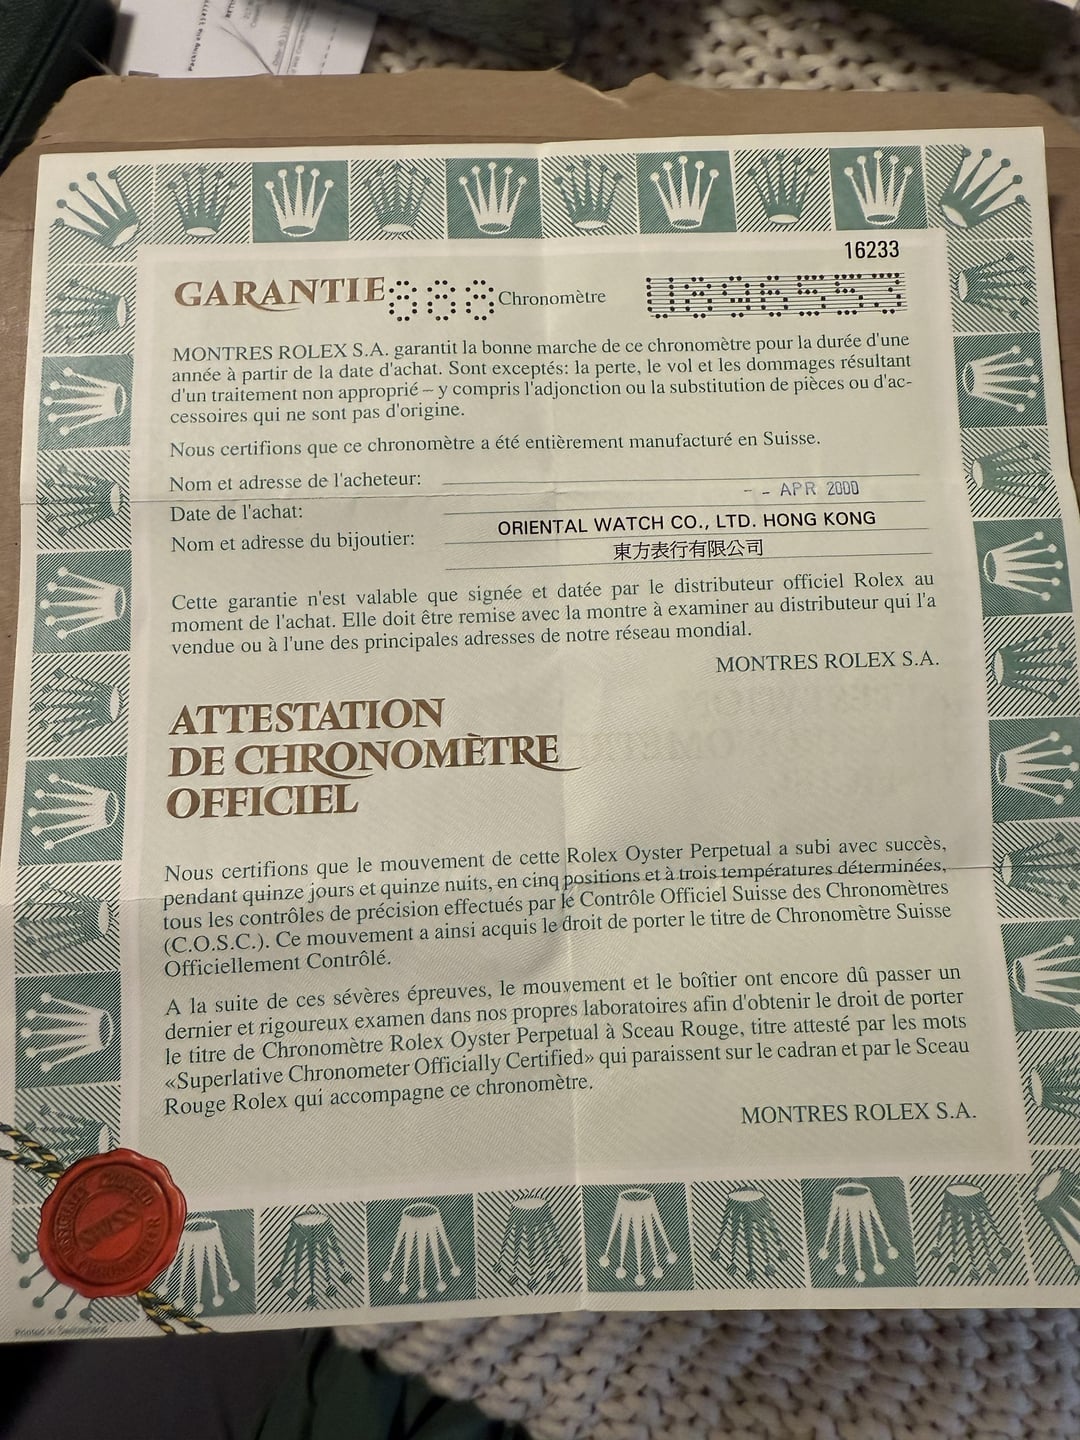 Packing
16233
GARANTIE 888 Chronomètre
MONTRES ROLEX S.A. garantit la bonne marche de ce chronomètre pour la durée d'une
année à partir de la date d'achat. Sont exceptés: la perte, le vol et les dommages résultant
d'un traitement non approprié – y compris l'adjonction ou la substitution de pièces ou d'ac-
cessoires qui ne sont pas d'origine.
Nous certifions que ce chronomètre a été entièrement manufacturé en Suisse.
Nom et adresse de l'acheteur:
- - APR 2000
Date de l'achat:
ORIENTAL WATCH CO., LTD. HONG KONG
Nom et adresse du bijoutier:
東方表行有限公司
Cette garantie n'est valable que signée et datée par le distributeur officiel Rolex au
moment de l'achat. Elle doit être remise avec la montre à examiner au distributeur qui l'a
vendue ou à l'une des principales adresses de notre réseau mondial.
MONTRES ROLEX S.A.
ATTESTATION
DE CHRONOMÈTRE
OFFICIEL
Nous certifions que le mouvement de cette Rolex Oyster Perpetual a subi avec succès,
pendant quinze jours et quinze nuits, en cinq positions et à trois températures déterminées,
tous les contrôles de précision effectués par le Contrôle Officiel Suisse des Chronomètres
(C.O.S.C.). Ce mouvement a ainsi acquis le droit de porter le titre de Chronomètre Suisse
Officiellement Contrôlé.
A la suite de ces sévères épreuves, le mouvement et le boîtier ont encore dû passer un
dernier et rigoureux examen dans nos propres laboratoires afin d'obtenir le droit de porter
le titre de Chronomètre Rolex Oyster Perpetual à Sceau Rouge, titre attesté par les mots
«Superlative Chronometer Officially Certified» qui paraissent sur le cadran et par le Sceau
Rouge Rolex qui accompagne ce chronomètre.
MONTRES ROLEX S.A.
Printed in Switzerland